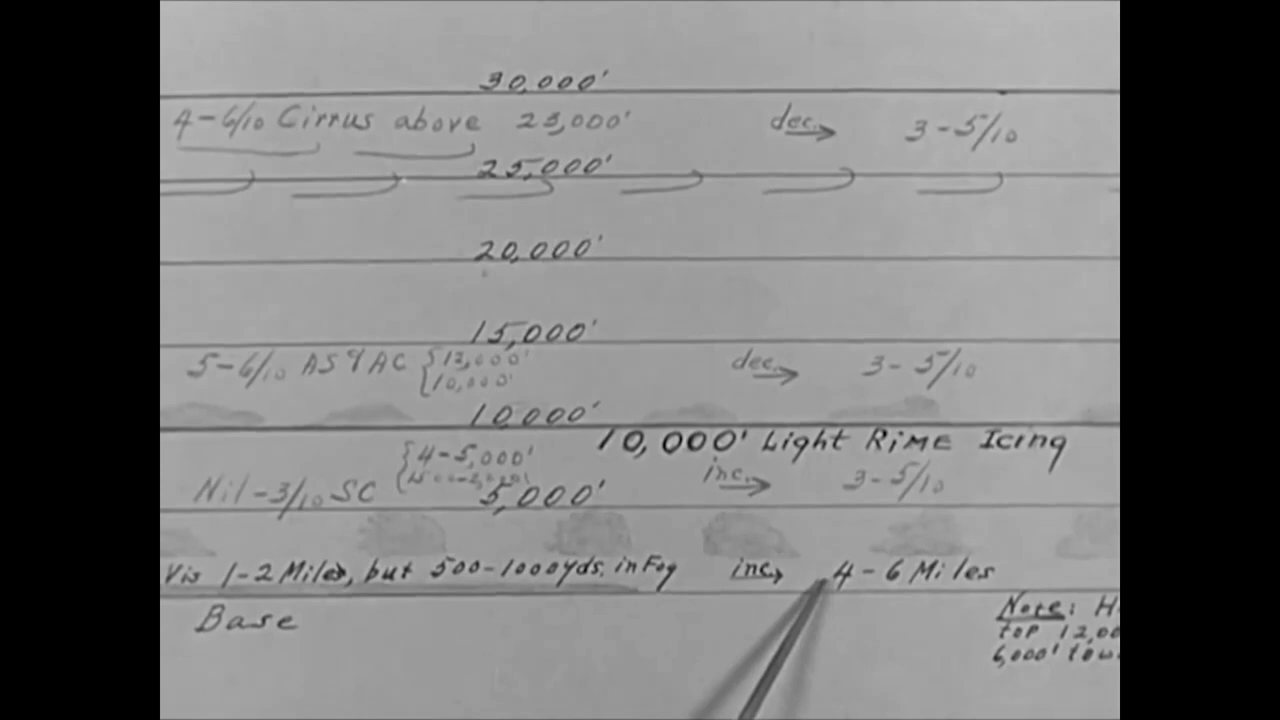 30,000'
4-6/10 Cirrus above 25,000' dec. → 3-5/10
25,000'
20,000'
15,000'
5-6/10 AS & AC { 13,000' dec. → 3-5/10
{ 10,000'
10,000'
10,000' Light Rime Icing
{ 4-5,000'
Nil-3/10 SC inc. → 3-5/10
5,000'
Vis 1-2 Miles, but 500-1000 yds. in Fog inc. → 4-6 Miles
Base
Note: H
top 12,00
6,000' tow